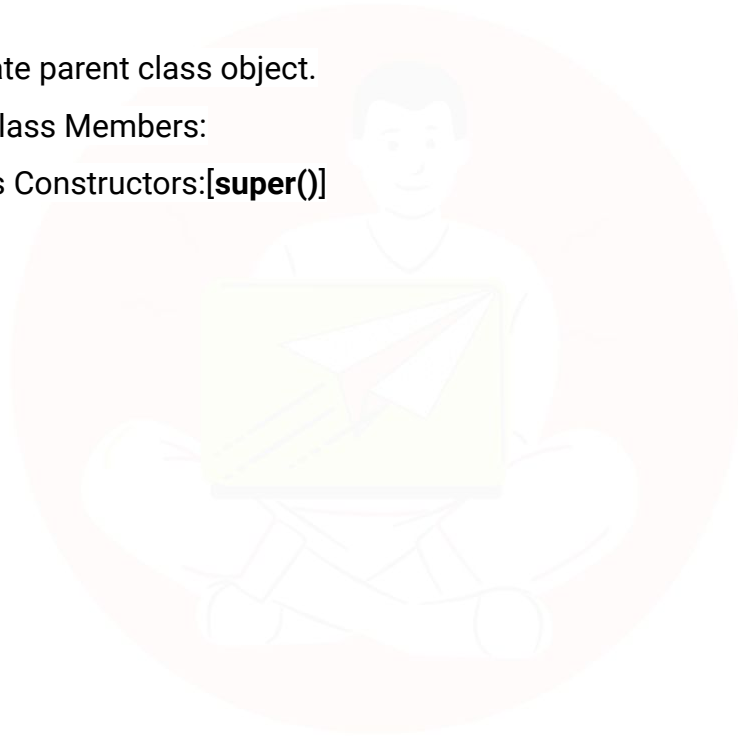 ate parent class object.
lass Members:
s Constructors:[super()]